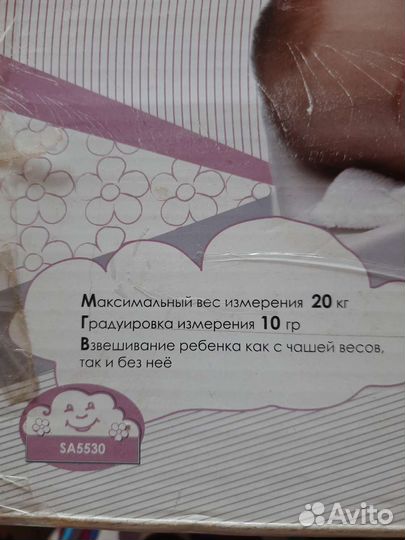 Максимальный вес измерения 20 кг
Градуировка измерения 10 гр
Взвешивание ребенка как с чашей весов,
так и без неё
SA5530
Avito